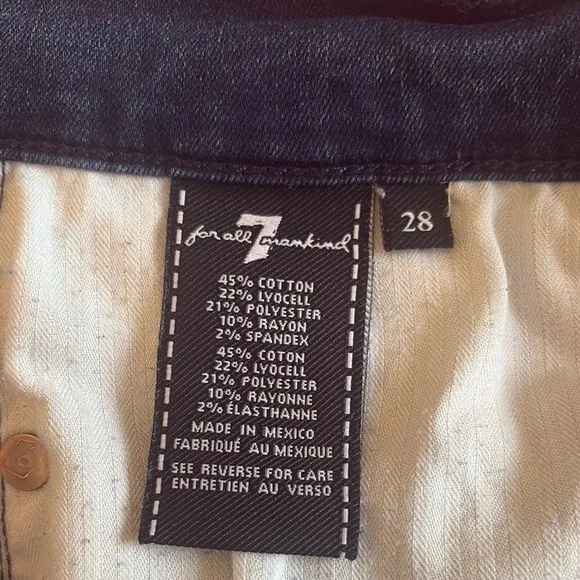 7
for all mankind
28
45% COTTON
22% LYOCELL
21% POLYESTER
10% RAYON
2% SPANDEX
45% COTON
22% LYOCELL
21% POLYESTER
10% RAYONNE
2% ÉLASTHANNE
MADE IN MEXICO
FABRIQUÉ AU MEXIQUE
SEE REVERSE FOR CARE
ENTRETIEN AU VERSO